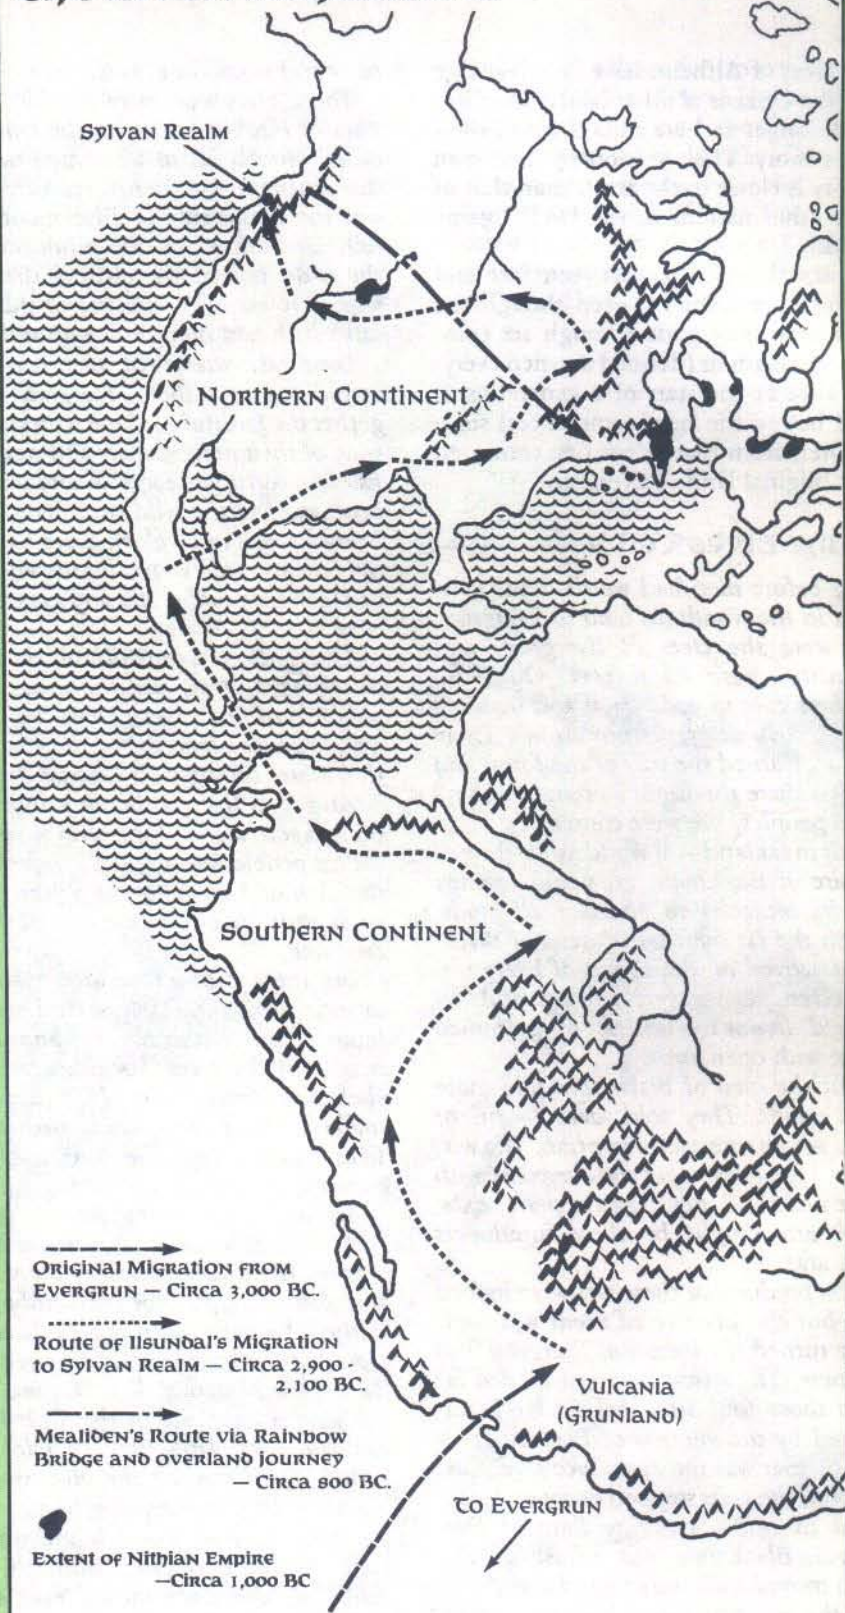 Sylvan Realm
Northern Continent
Southern Continent
Original Migration from
Evergrun — Circa 3,000 BC.
Route of Ilsundal's Migration
to Sylvan Realm — Circa 2,900 -
2,100 BC.
Mealiden's Route via Rainbow
Bridge and overland journey
— Circa 800 BC.
Extent of Nithian Empire
—Circa 1,000 BC
Vulcania
(Grunland)
To Evergrun